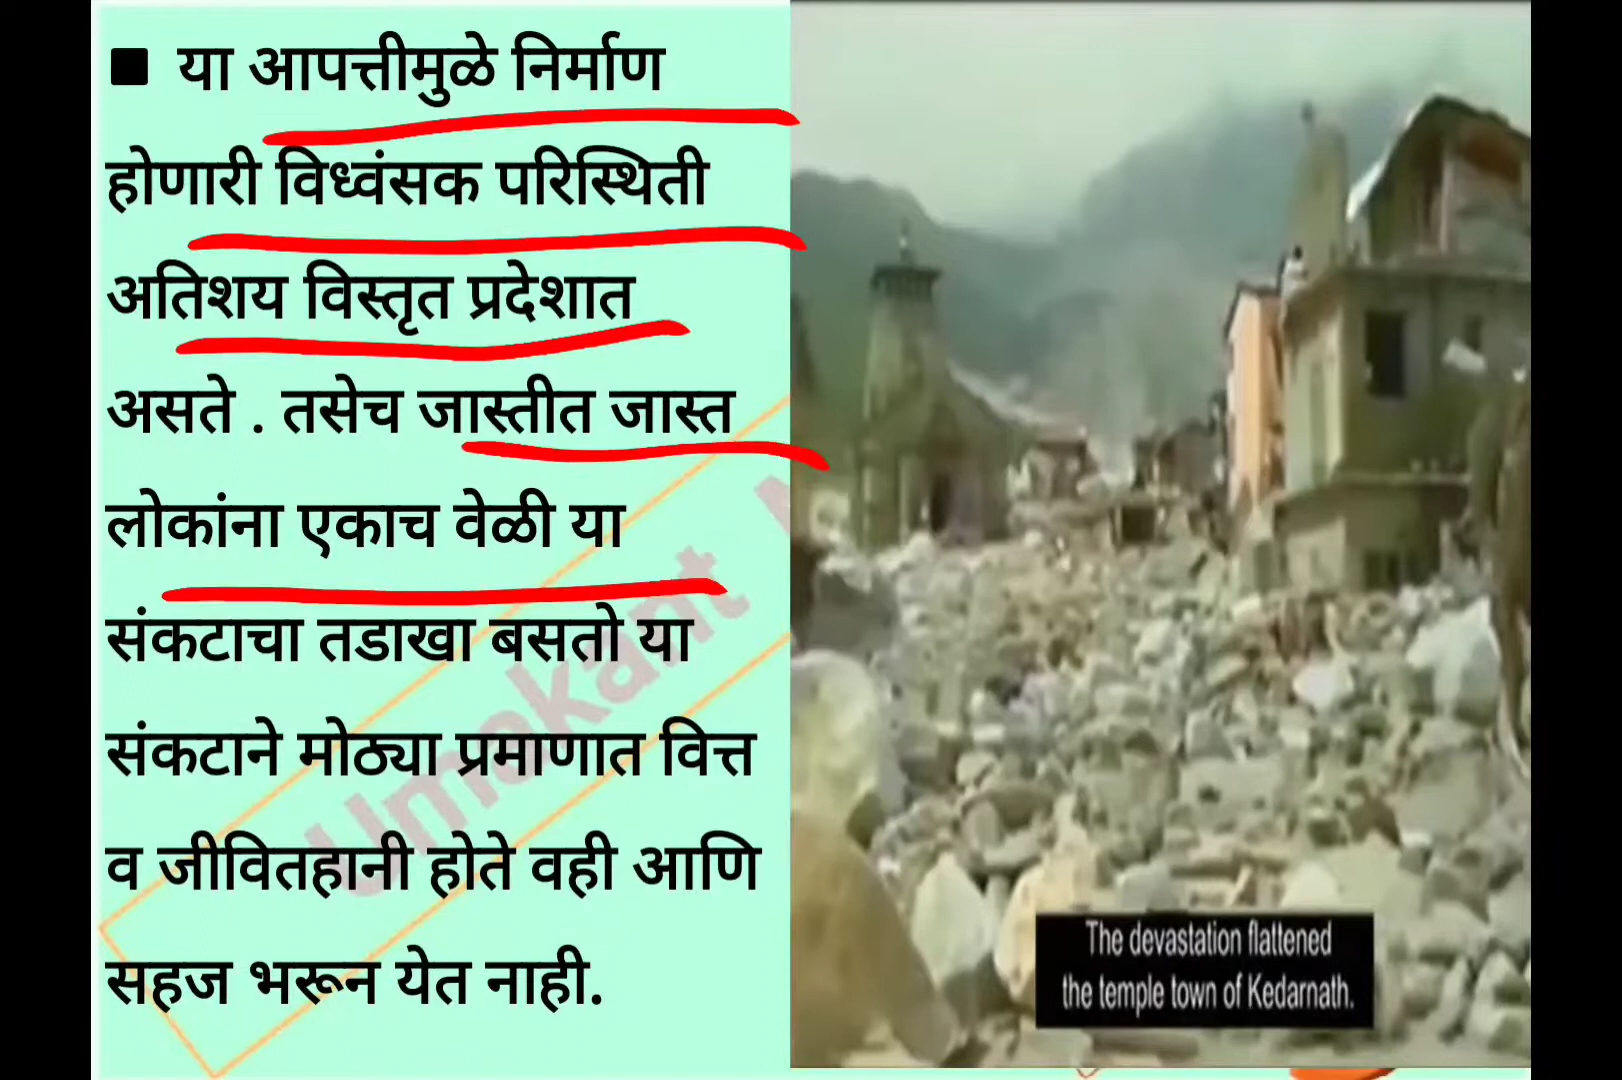 ■ या आपत्तीमुळे निर्माण
होणारी विध्वंसक परिस्थिती
अतिशय विस्तृत प्रदेशात
असते . तसेच जास्तीत जास्त
लोकांना एकाच वेळी या
संकटाचा तडाखा बसतो या
संकटाने मोठ्या प्रमाणात वित्त
व जीवितहानी होते वही आणि
सहज भरून येत नाही.
Umakant
The devastation flattened
the temple town of Kedarnath.